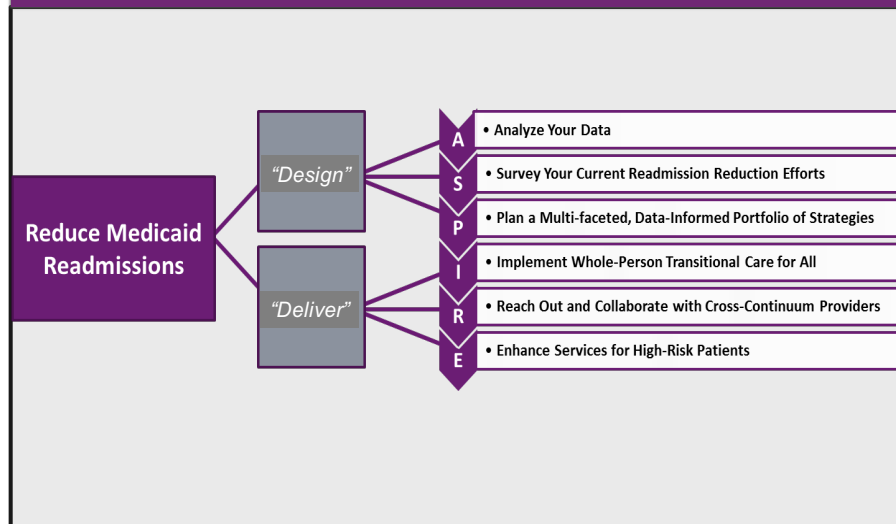 Reduce Medicaid
Readmissions
“Design”
“Deliver”
A
• Analyze Your Data
S
• Survey Your Current Readmission Reduction Efforts
P
• Plan a Multi-faceted, Data-Informed Portfolio of Strategies
I
• Implement Whole-Person Transitional Care for All
R
• Reach Out and Collaborate with Cross-Continuum Providers
E
• Enhance Services for High-Risk Patients